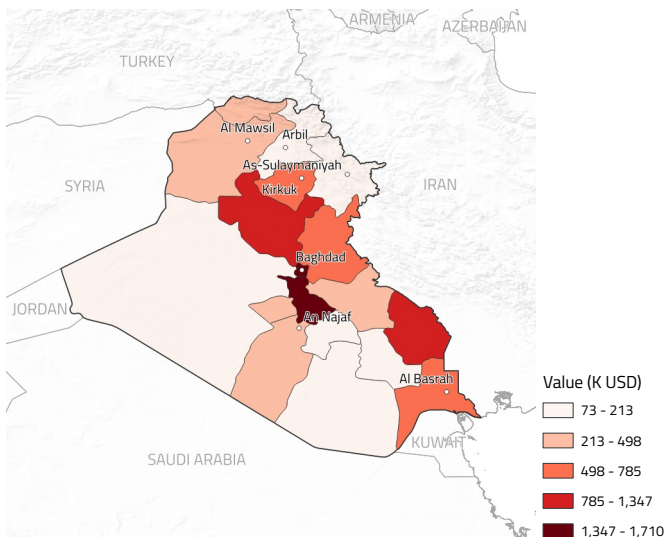 ARMENIA
AZERBAIJAN
TURKEY
Al Mawsil
Arbil
As-Sulaymaniyah
SYRIA
Kirkuk
IRAN
Baghdad
JORDAN
An Najaf
Al Basrah
KUWAIT
SAUDI ARABIA
Value (K USD)
73 - 213
213 - 498
498 - 785
785 - 1,347
1,347 - 1,710